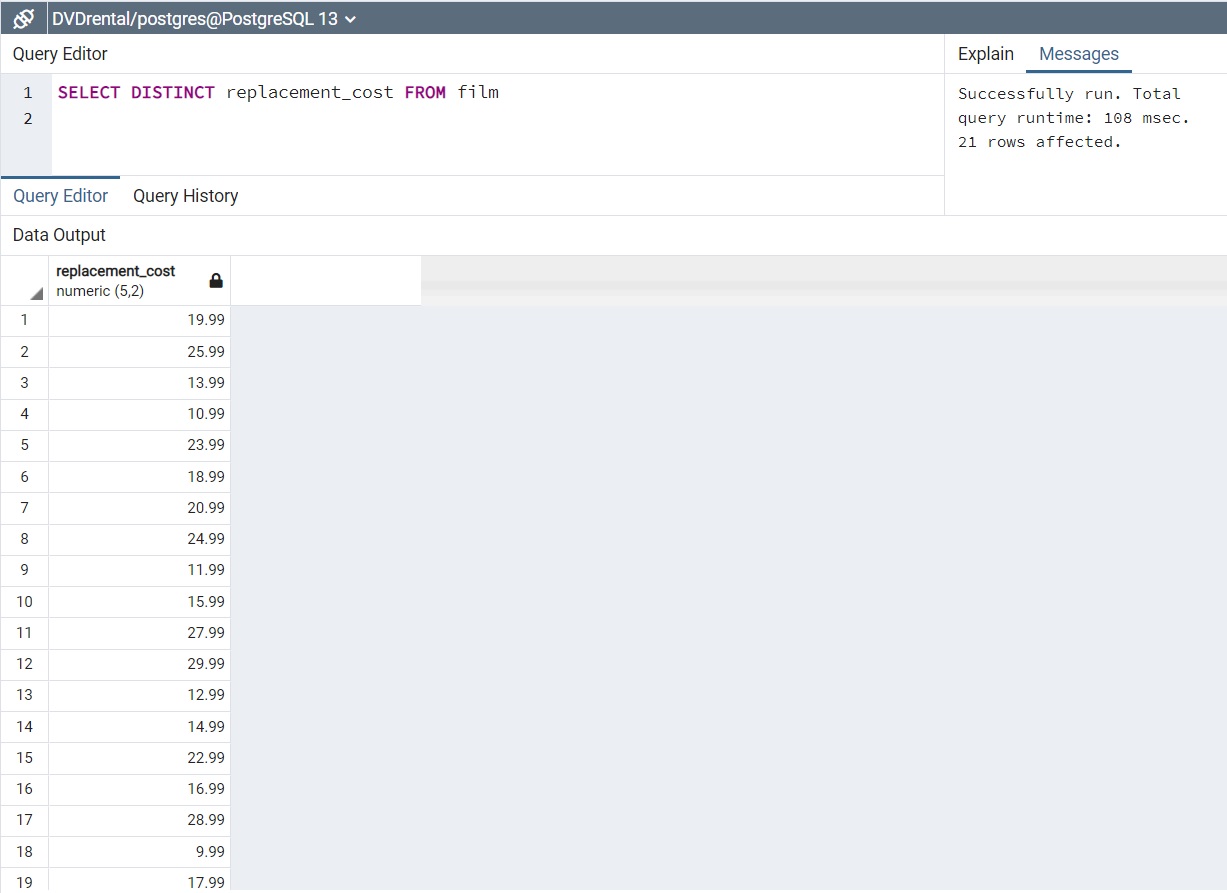 DVDrental/postgres@PostgreSQL 13
Query Editor
1 SELECT DISTINCT replacement_cost FROM film
2
Explain Messages
Successfully run. Total
query runtime: 108 msec.
21 rows affected.
Query Editor Query History
Data Output
replacement_cost
numeric (5,2)
1 19.99
2 25.99
3 13.99
4 10.99
5 23.99
6 18.99
7 20.99
8 24.99
9 11.99
10 15.99
11 27.99
12 29.99
13 12.99
14 14.99
15 22.99
16 16.99
17 28.99
18 9.99
19 17.99